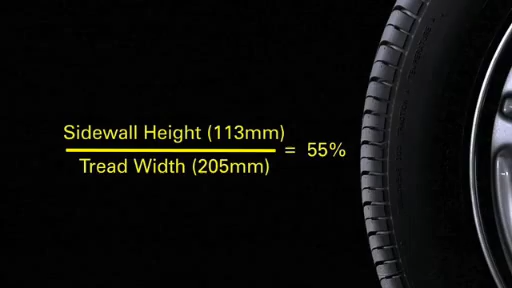 Sidewall Height (113mm)
= 55%
Tread Width (205mm)